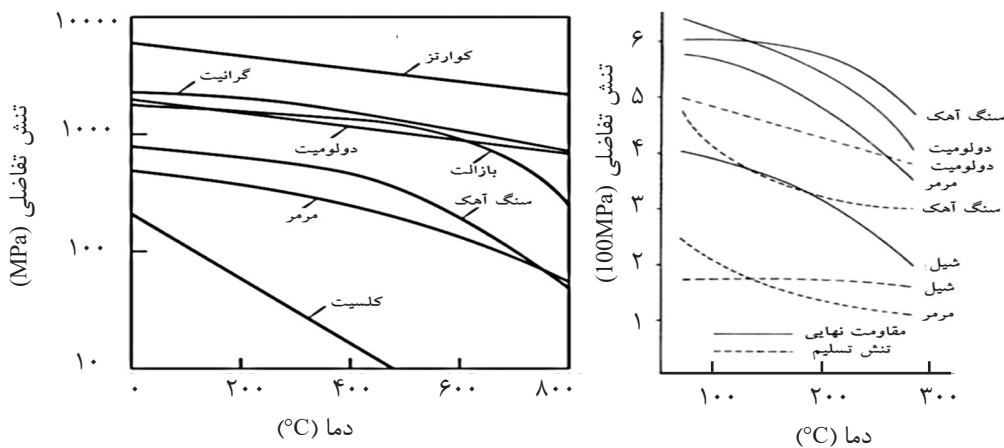 ۱۰۰۰۰
۱۰۰۰
۱۰۰
۱۰
تنش تفاضلی (MPa)
کوارتز
گرانیت
دولومیت
بازالت
سنگ آهک
مرمر
کلسیت
۰ ۲۰۰ ۴۰۰ ۶۰۰ ۸۰۰
دما (°C)
۶
۵
۴
۳
۲
۱
تنش تفاضلی (100MPa)
سنگ آهک
دولومیت
دولومیت
مرمر
سنگ آهک
شیل
شیل
مرمر
مقاومت نهایی
تنش تسلیم
۱۰۰ ۲۰۰ ۳۰۰
دما (°C)